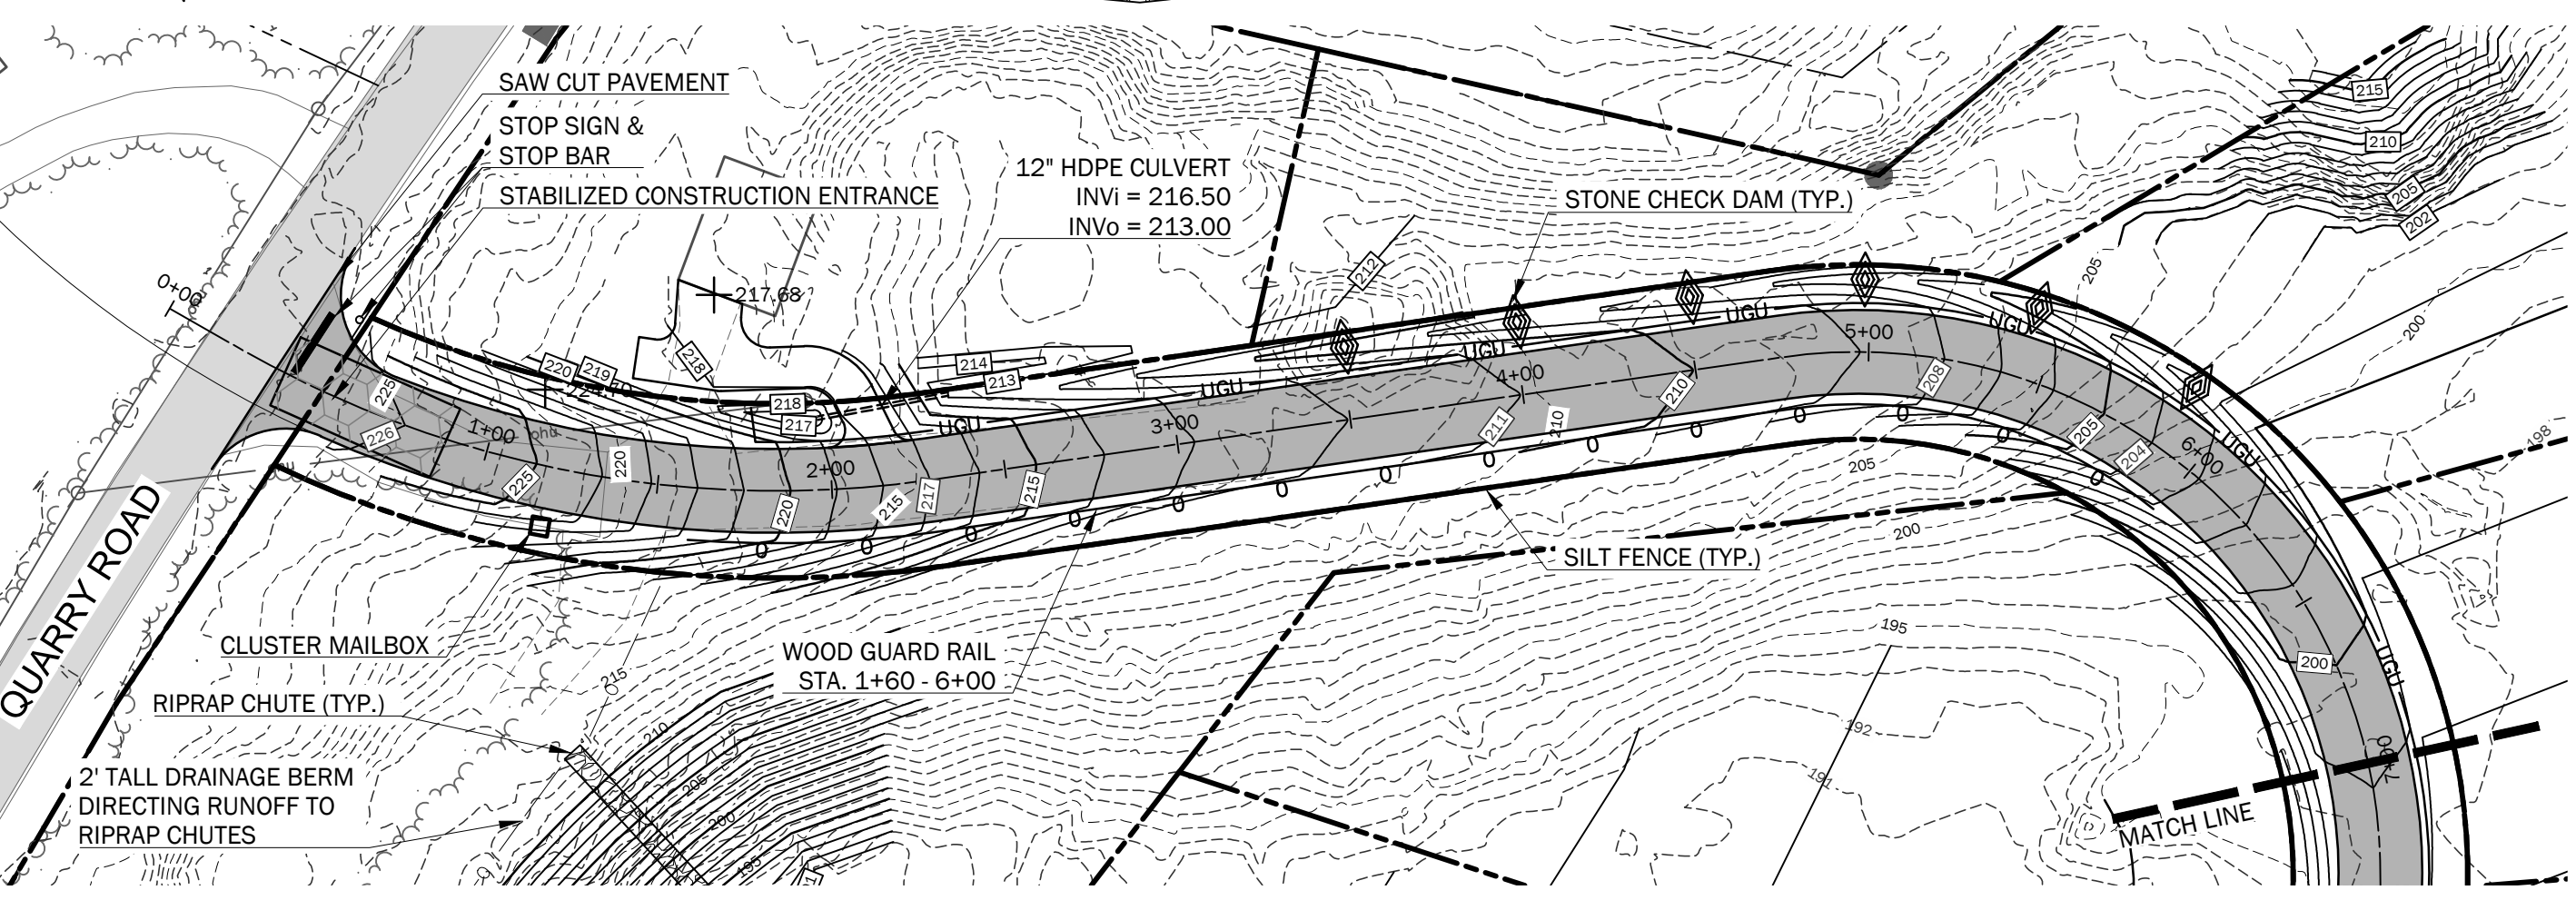 SAW CUT PAVEMENT
STOP SIGN &
STOP BAR
STABILIZED CONSTRUCTION ENTRANCE
12" HDPE CULVERT
INVi = 216.50
INVo = 213.00
STONE CHECK DAM (TYP.)
215
210
205
202
205
200
198
0+00
217.68
212
220
219
218
214
213
218
217
225
226
1+00
ohu
225
220
2+00
220
215
217
215
3+00
4+00
211
210
210
5+00
208
205
204
6+00
200
7+00
UGU
UGU
UGU
UGU
UGU
UGU
UGU
205
200
195
192
191
SILT FENCE (TYP.)
WOOD GUARD RAIL
STA. 1+60 - 6+00
CLUSTER MAILBOX
RIPRAP CHUTE (TYP.)
2' TALL DRAINAGE BERM
DIRECTING RUNOFF TO
RIPRAP CHUTES
QUARRY ROAD
215
210
205
200
195
MATCH LINE